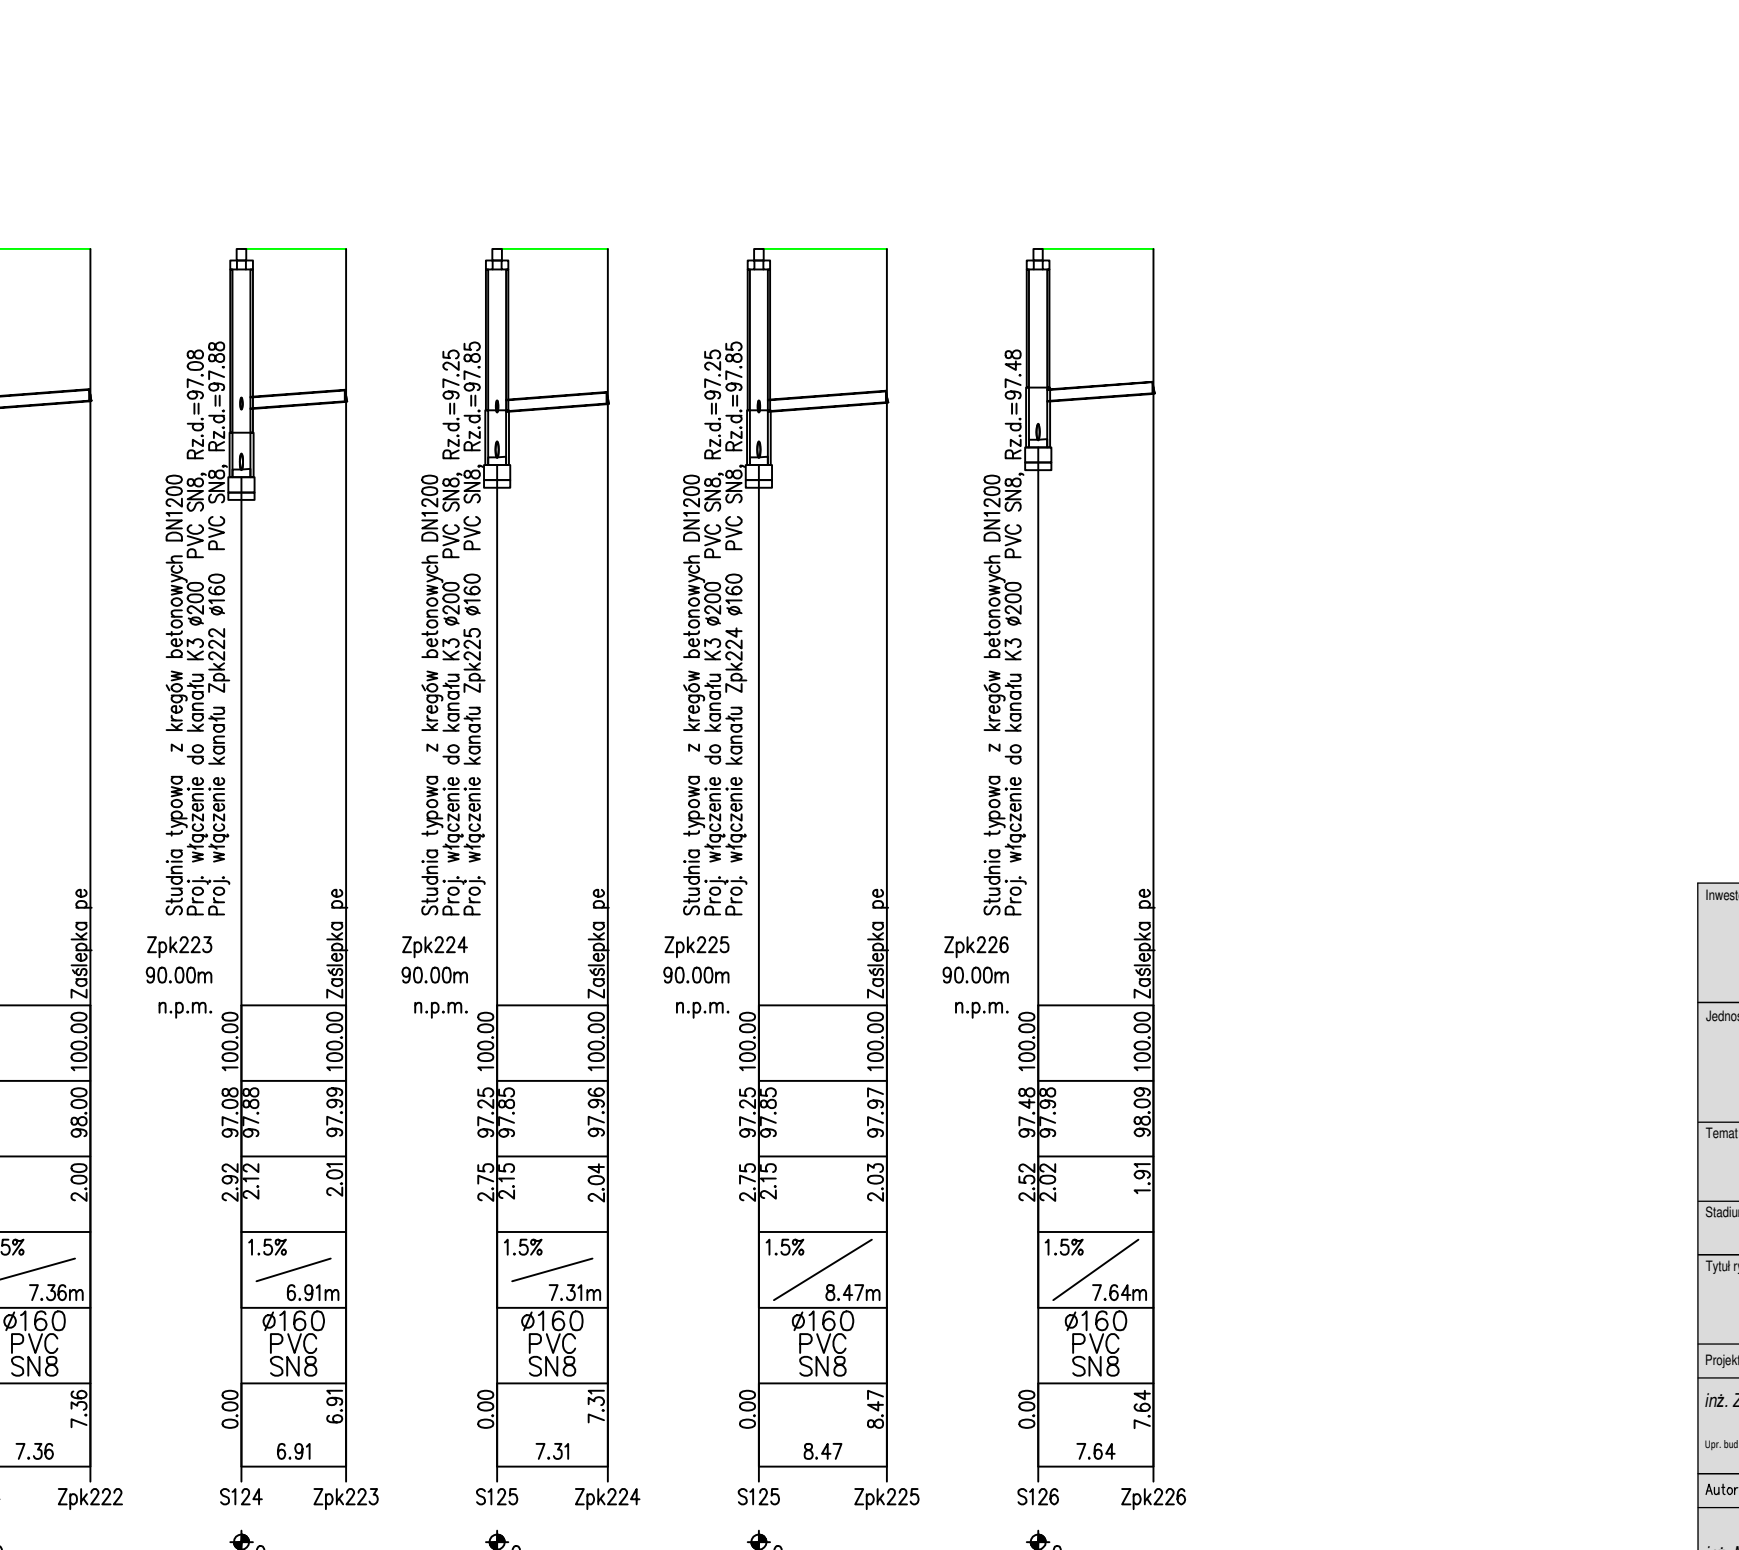 Zaślepka pe
100.00
98.00
2.00
5%
7.36m
ø160
PVC
SN8
7.36
7.36
Zpk222
Studnia typowa z kregów betonowych DN1200
Proj. włączenie do kanału K3 ø200 PVC SN8, Rz.d.=97.08
Proj. włączenie kanału Zpk222 ø160 PVC SN8, Rz.d.=97.88
Zpk223
90.00m
n.p.m.
Zaślepka pe
100.00
100.00
97.08
97.88
97.99
2.92
2.12
2.01
1.5%
6.91m
ø160
PVC
SN8
0.00
6.91
6.91
S124
Zpk223
Studnia typowa z kregów betonowych DN1200
Proj. włączenie do kanału K3 ø200 PVC SN8, Rz.d.=97.25
Proj. włączenie kanału Zpk225 ø160 PVC SN8, Rz.d.=97.85
Zpk224
90.00m
n.p.m.
Zaślepka pe
100.00
100.00
97.25
97.85
97.96
2.75
2.15
2.04
1.5%
7.31m
ø160
PVC
SN8
0.00
7.31
7.31
S125
Zpk224
Studnia typowa z kregów betonowych DN1200
Proj. włączenie do kanału K3 ø200 PVC SN8, Rz.d.=97.25
Proj. włączenie kanału Zpk224 ø160 PVC SN8, Rz.d.=97.85
Zpk225
90.00m
n.p.m.
Zaślepka pe
100.00
100.00
97.25
97.85
97.97
2.75
2.15
2.03
1.5%
8.47m
ø160
PVC
SN8
0.00
8.47
8.47
S125
Zpk225
Studnia typowa z kregów betonowych DN1200
Proj. włączenie do kanału K3 ø200 PVC SN8, Rz.d.=97.48
Zpk226
90.00m
n.p.m.
Zaślepka pe
100.00
100.00
97.48
97.98
98.09
2.52
2.02
1.91
1.5%
7.64m
ø160
PVC
SN8
0.00
7.64
7.64
S126
Zpk226
Temat
Tytuł
inż. Z
Upr. bud
Autor